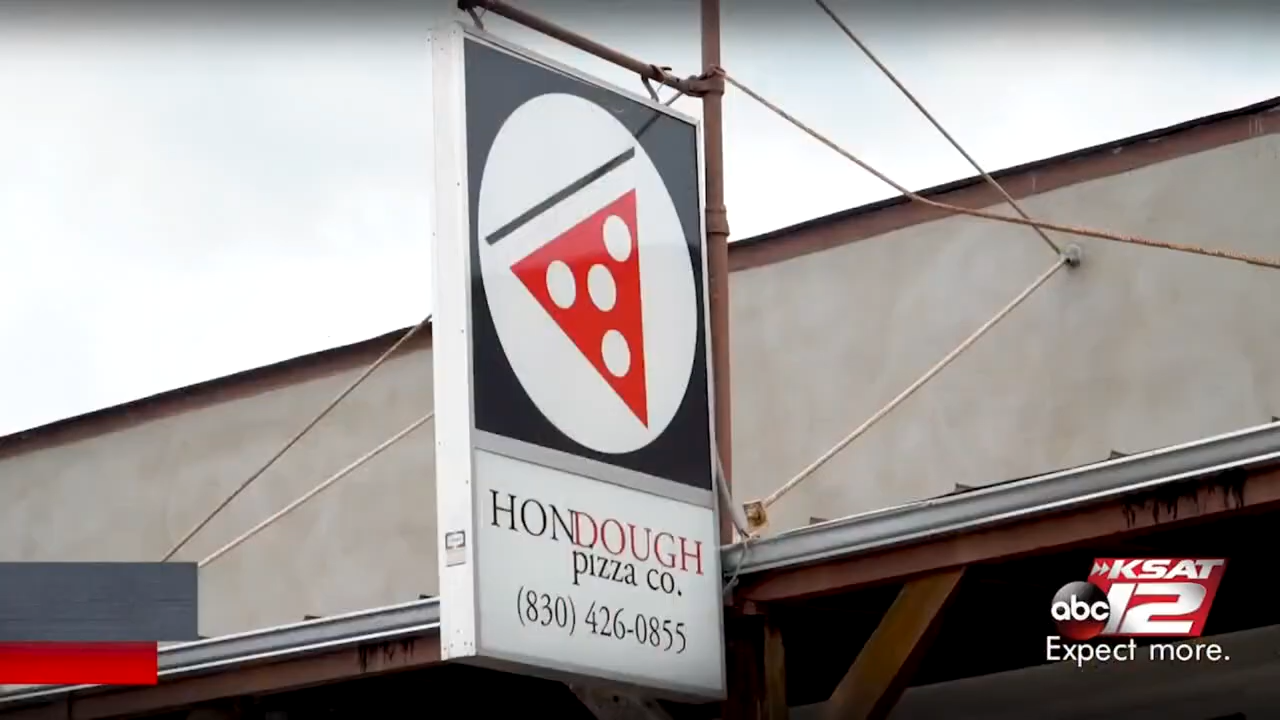 HONDOUGH
pizza co.
(830) 426-0855
KSAT
abc 12
Expect more.